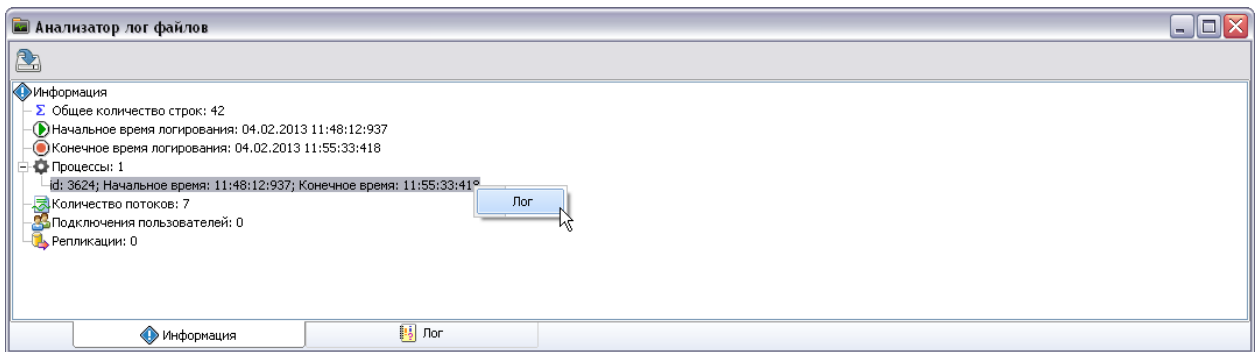 Анализатор лог файлов
Информация
Σ Общее количество строк: 42
Начальное время логирования: 04.02.2013 11:48:12:937
Конечное время логирования: 04.02.2013 11:55:33:418
Процессы: 1
id: 3624; Начальное время: 11:48:12:937; Конечное время: 11:55:33:418
Лог
Количество потоков: 7
Подключения пользователей: 0
Репликации: 0
Информация
Лог